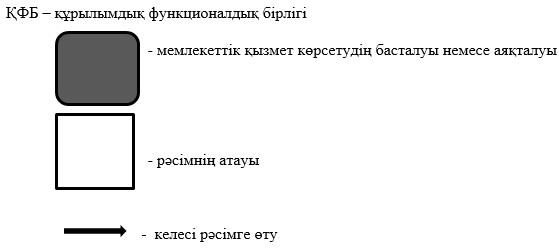 ҚФБ – құрылымдық функционалдық бірлігі
- мемлекеттік қызмет көрсетудің басталуы немесе аяқталуы
- рәсімнің атауы
- келесі рәсімге өту